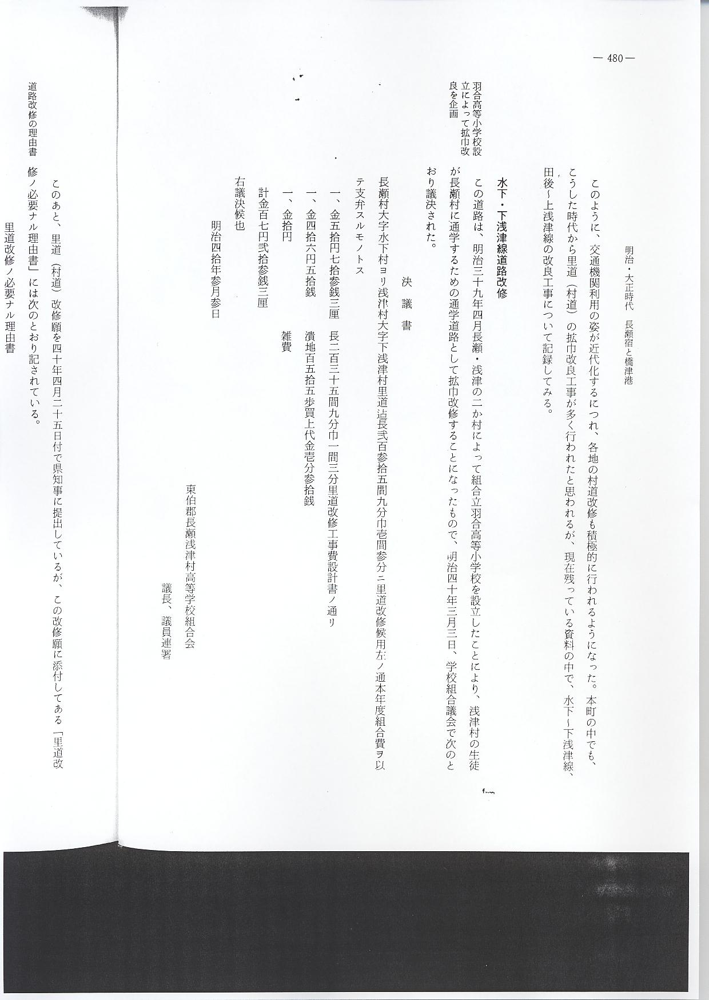 ― 480 ―
明治・大正時代　長瀬宿と橋津港
このように、交通機関利用の姿が近代化するにつれ、各地の村道改修も積極的に行われるようになった。本町の中でも、
こうした時代から里道（村道）の拡巾改良工事が多く行われたと思われるが、現在残っている資料の中で、水下～下浅津線、
田後～上浅津線の改良工事について記録してみる。
水下・下浅津線道路改修
羽合高等小学校設
立によって拡巾改
良を企画
この道路は、明治三十九年四月長瀬・浅津の二か村によって組合立羽合高等小学校を設立したことにより、浅津村の生徒
が長瀬村に通学するための通学道路として拡巾改修することになったもので、明治四十年三月三日、学校組合議会で次のと
おり議決された。
決　議　書
長瀬村大字水下村ヨリ浅津村大字下浅津村里道迠長弐百参拾五間九分巾壱間参分ニ里道改修候用左ノ通本年度組合費ヲ以
テ支弁スルモノトス
一、金五拾円七拾参銭三厘　長二百三十五間九分巾一間三分里道改修工事費設計書ノ通リ
一、金四拾六円五拾銭　潰地百五拾五歩買上代金壱分参拾銭
一、金拾円　雑費
計金百七円弐拾参銭三厘
右議決候也
明治四拾年参月参日
東伯郡長瀬浅津村高等学校組合会
議長、議員連署
このあと、里道（村道）改修願を四十年四月二十五日付で県知事に提出しているが、この改修願に添付してある「里道改
道路改修の理由書
修ノ必要ナル理由書」には次のとおり記されている。
里道改修ノ必要ナル理由書